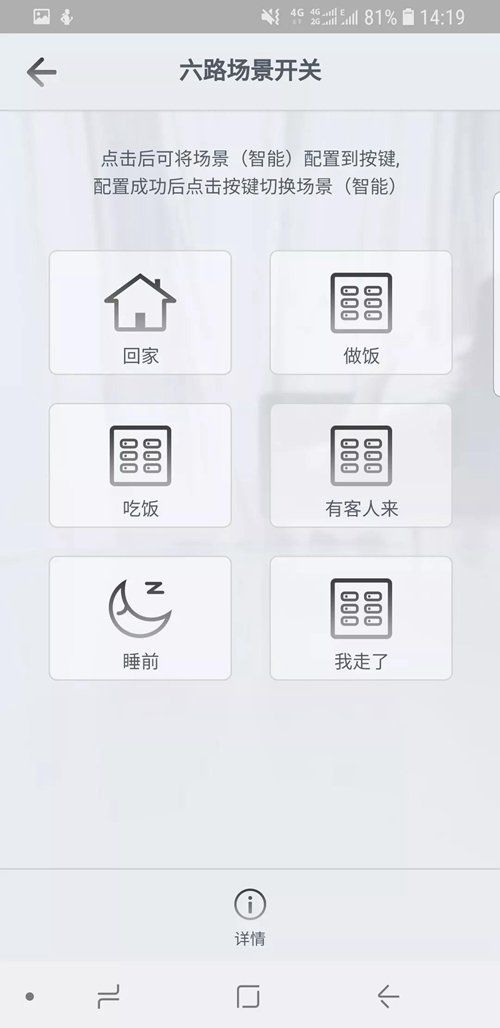 4G 4G 2G E 81% 14:19
六路场景开关
点击后可将场景（智能）配置到按键,
配置成功后点击按键切换场景（智能）
回家
做饭
吃饭
有客人来
睡前
我走了
详情